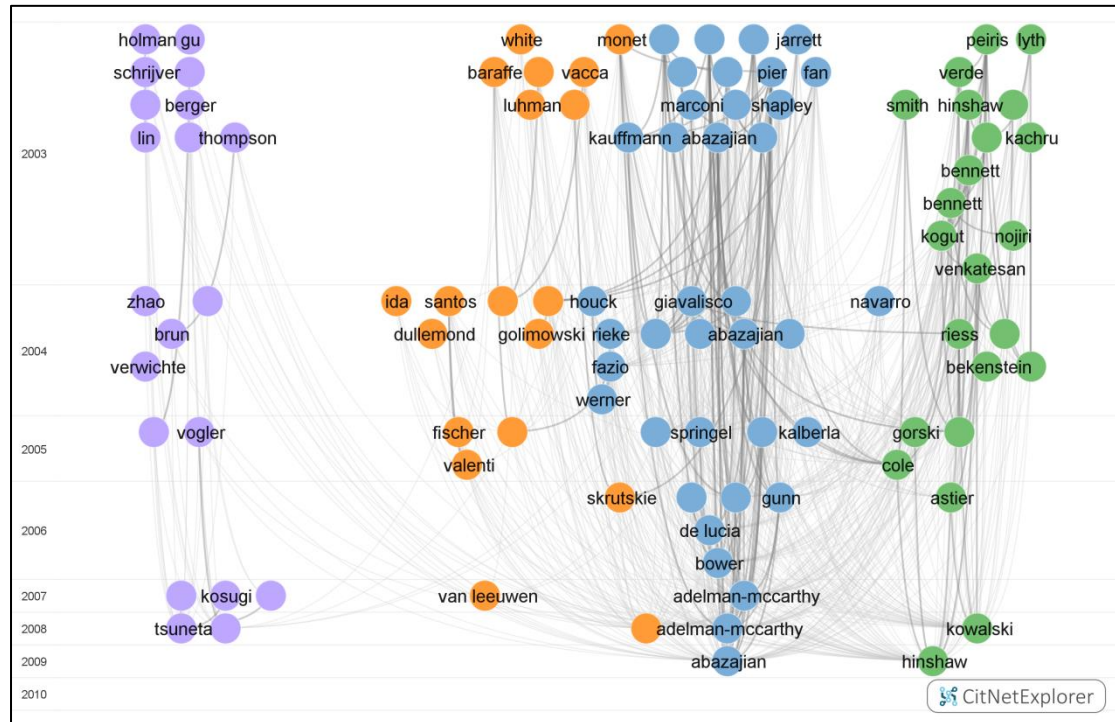 holman gu white monet jarrett peiris lyth
schrijver baraffe vacca pier fan verde
berger luhman marconi shapley smith hinshaw
2003 lin thompson kauffmann abazajian kachru
bennett
bennett
kogut nojiri
venkatesan
zhao ida santos houck giavalisco navarro
brun dullemond golimowski rieke abazajian riess
2004 verwichte fazio bekenstein
werner
2005 vogler fischer springel kalberla gorski
valenti cole
skrutskie gunn astier
2006 de lucia
bower
2007 kosugi van leeuwen adelman-mccarthy
2008 tsuneta adelman-mccarthy kowalski
2009 abazajian hinshaw
2010 CitNetExplorer